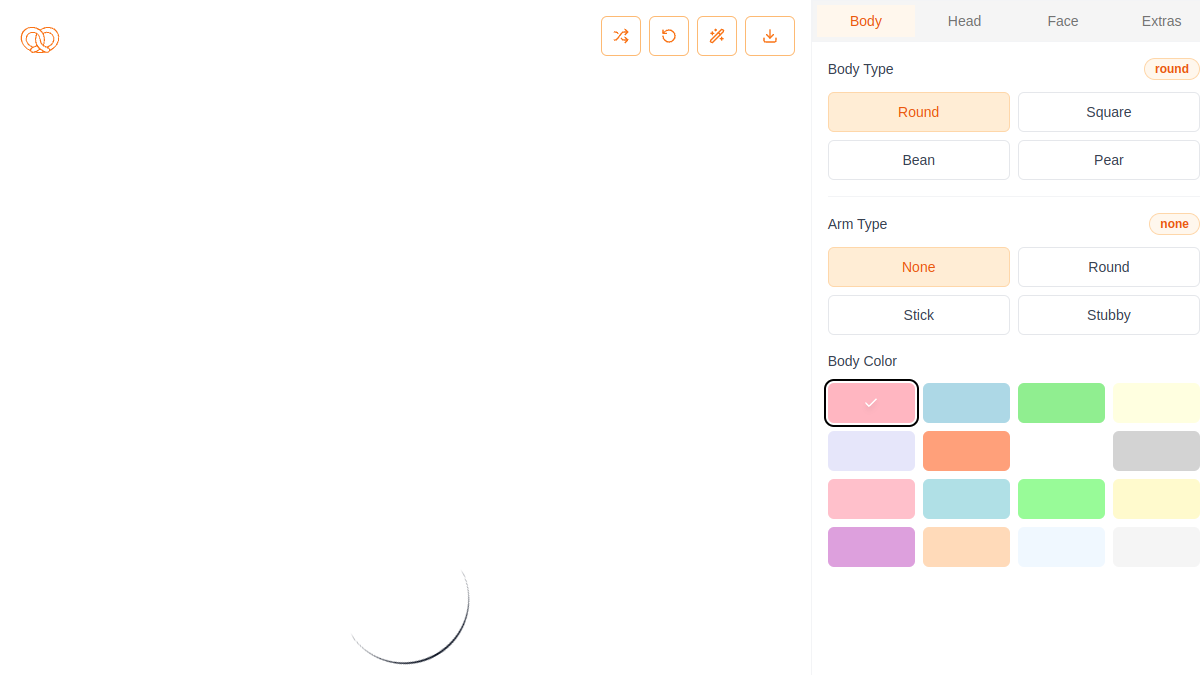 Body Head Face Extras
Body Type round
Round Square
Bean Pear
Arm Type none
None Round
Stick Stubby
Body Color